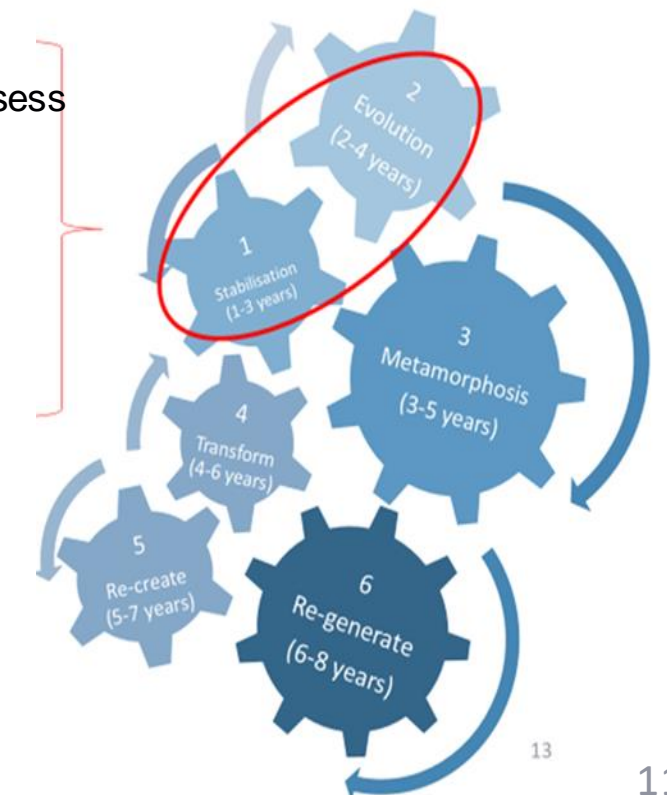 sess
2
Evolution
(2-4 years)
1
Stabilisation
(1-3 years)
3
Metamorphosis
(3-5 years)
4
Transform
(4-6 years)
5
Re-create
(5-7 years)
6
Re-generate
(6-8 years)
13
11